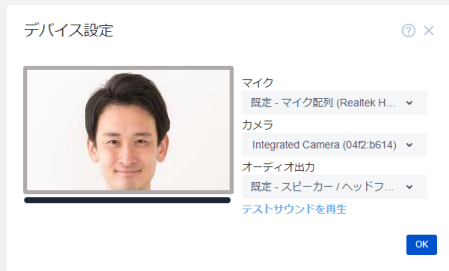 デバイス設定
マイク
既定 - マイク配列 (Realtek H...
カメラ
Integrated Camera (04f2:b614)
オーディオ出力
既定 - スピーカー / ヘッドフ...
テストサウンドを再生
OK